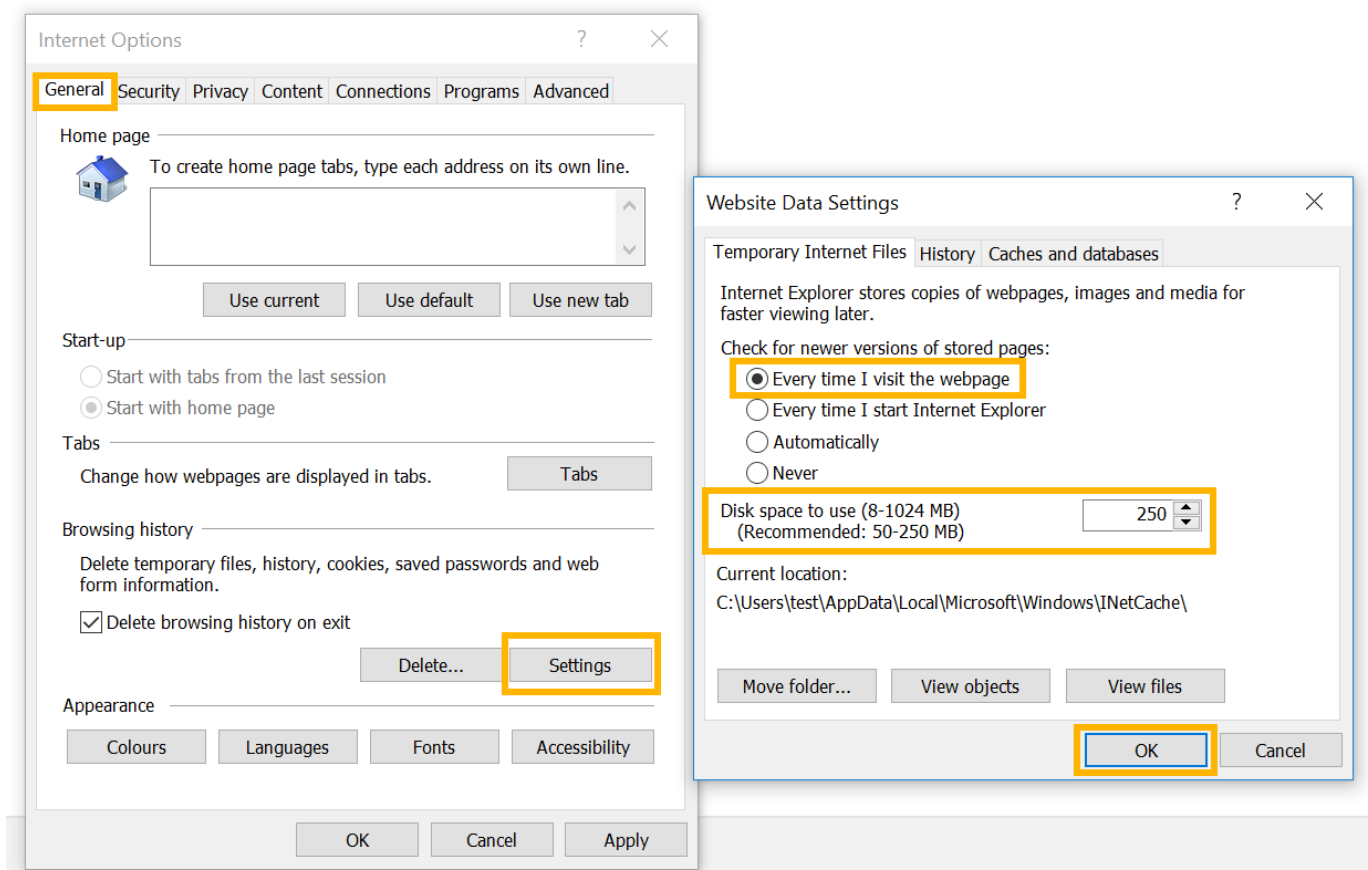 Internet Options
?
General Security Privacy Content Connections Programs Advanced
Home page
To create home page tabs, type each address on its own line.
Use current Use default Use new tab
Start-up
Start with tabs from the last session
Start with home page
Tabs
Change how webpages are displayed in tabs.
Tabs
Browsing history
Delete temporary files, history, cookies, saved passwords and web
form information.
Delete browsing history on exit
Delete... Settings
Appearance
Colours Languages Fonts Accessibility
OK Cancel Apply
Website Data Settings
?
Temporary Internet Files History Caches and databases
Internet Explorer stores copies of webpages, images and media for
faster viewing later.
Check for newer versions of stored pages:
Every time I visit the webpage
Every time I start Internet Explorer
Automatically
Never
Disk space to use (8-1024 MB)
(Recommended: 50-250 MB)
250
Current location:
C:\Users\test\AppData\Local\Microsoft\Windows\INetCache\
Move folder... View objects View files
OK Cancel